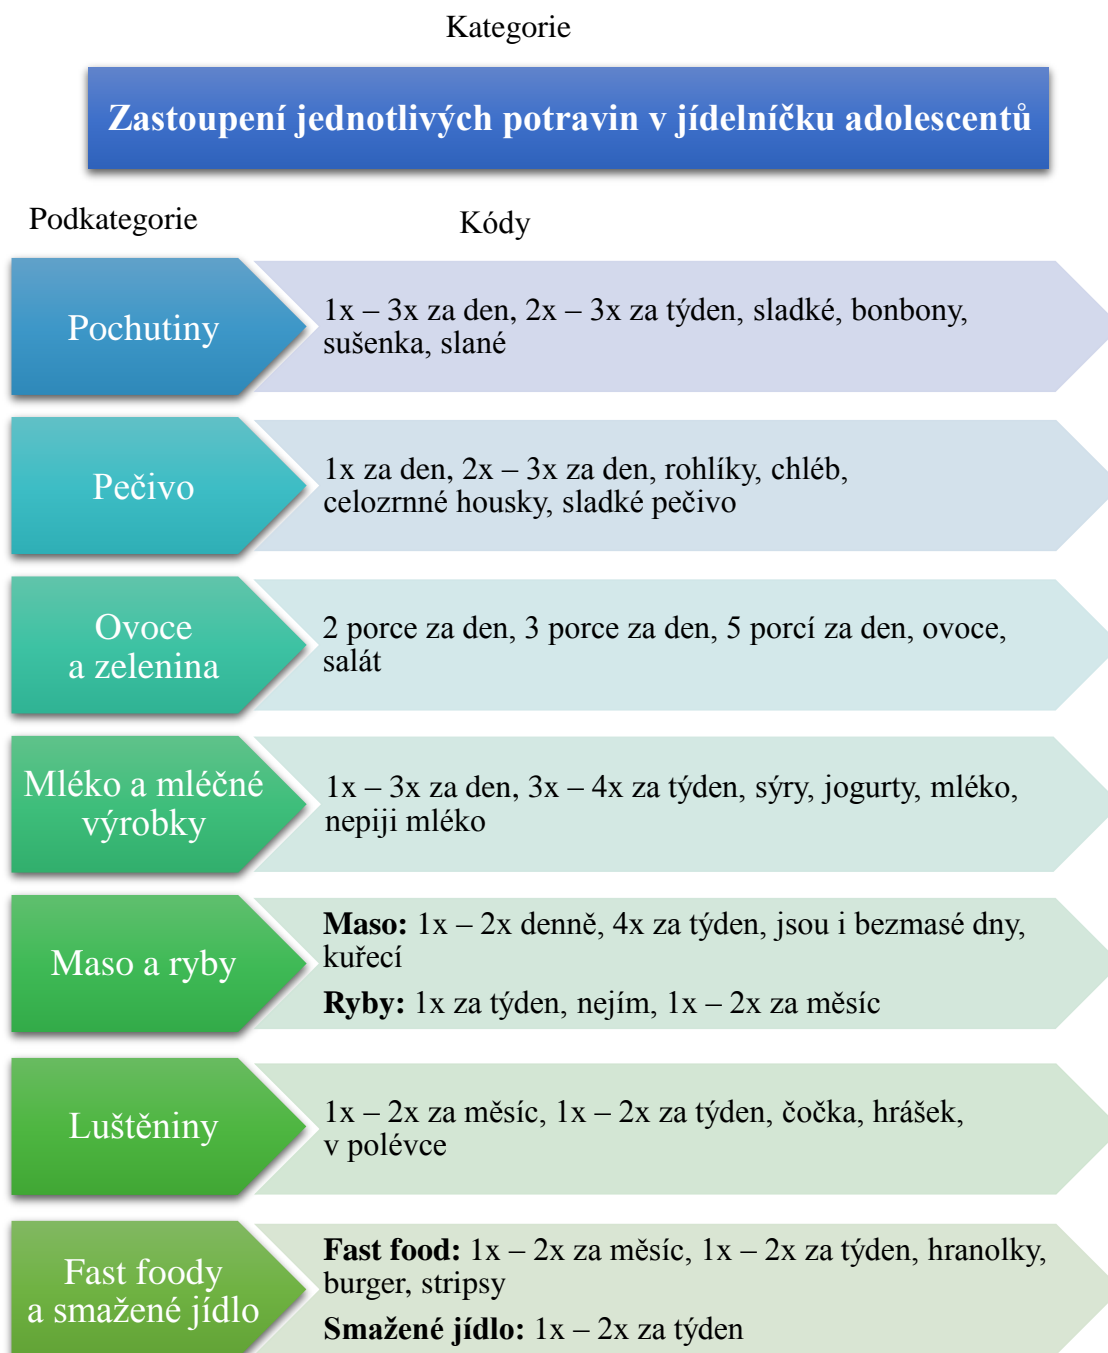 Kategorie
Zastoupení jednotlivých potravin v jídelníčku adolescentů
Podkategorie
Kódy
Pochutiny
1x – 3x za den, 2x – 3x za týden, sladké, bonbony,
sušenka, slané
Pečivo
1x za den, 2x – 3x za den, rohlíky, chléb,
celozrnné housky, sladké pečivo
Ovoce
a zelenina
2 porce za den, 3 porce za den, 5 porcí za den, ovoce,
salát
Mléko a mléčné
výrobky
1x – 3x za den, 3x – 4x za týden, sýry, jogurty, mléko,
nepiji mléko
Maso a ryby
Maso: 1x – 2x denně, 4x za týden, jsou i bezmasé dny,
kuřecí
Ryby: 1x za týden, nejím, 1x – 2x za měsíc
Luštěniny
1x – 2x za měsíc, 1x – 2x za týden, čočka, hrášek,
v polévce
Fast foody
a smažené jídlo
Fast food: 1x – 2x za měsíc, 1x – 2x za týden, hranolky,
burger, stripsy
Smažené jídlo: 1x – 2x za týden